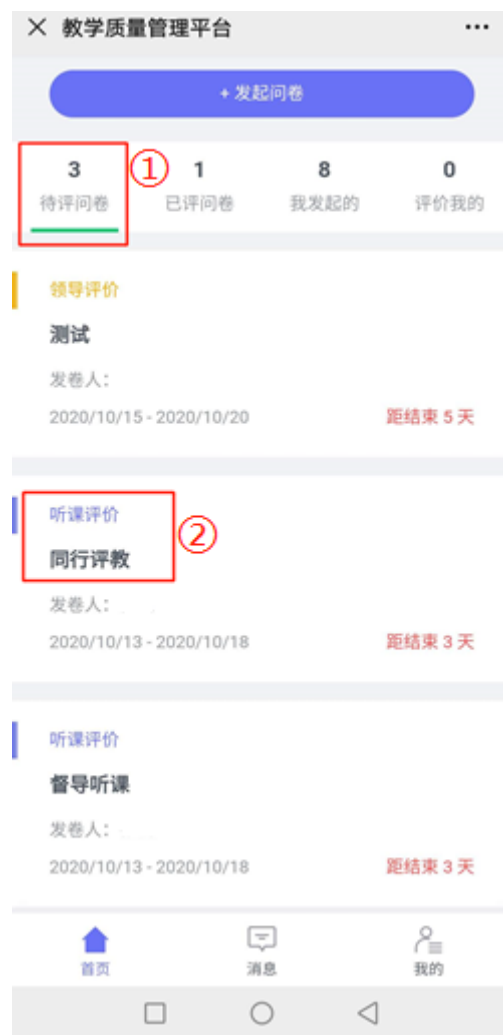 教学质量管理平台
+ 发起问卷
3 ① 1 8 0
待评问卷 已评问卷 我发起的 评价我的
领导评价
测试
发卷人：
2020/10/15 - 2020/10/20 距结束 5 天
听课评价 ②
同行评教
发卷人：
2020/10/13 - 2020/10/18 距结束 3 天
听课评价
督导听课
发卷人：
2020/10/13 - 2020/10/18 距结束 3 天
首页 消息 我的